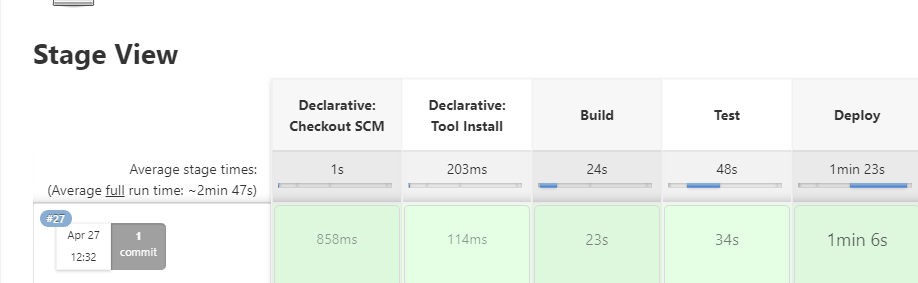 Stage View
Declarative:
Checkout SCM
Declarative:
Tool Install
Build
Test
Deploy
Average stage times:
(Average full run time: ~2min 47s)
1s
203ms
24s
48s
1min 23s
#27
Apr 27
12:32
1
commit
858ms
114ms
23s
34s
1min 6s